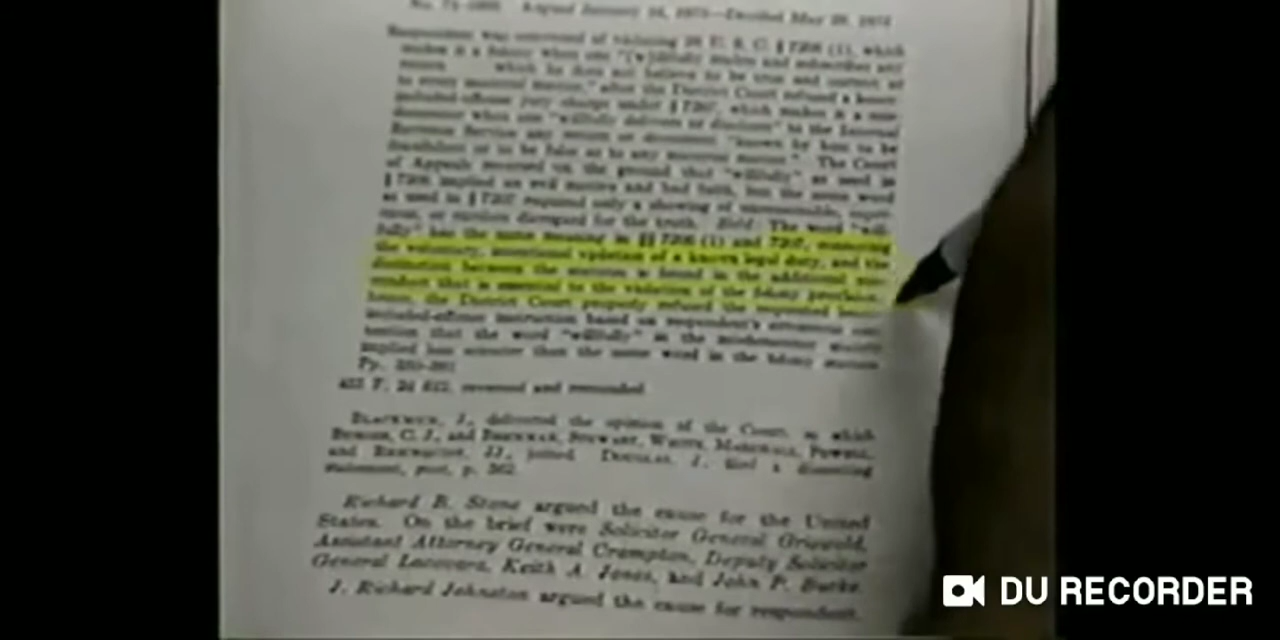 No. 71- Argued January 16, 1973—Decided May 29, 1973
Respondent was convicted of violating 26 U. S. C. § 7206 (1), which
makes it a felony when one "[w]illfully makes and subscribes any
return which he does not believe to be true and correct as
to every material matter," after the District Court refused a lesser-
included-offense jury charge under § 7207, which makes it a mis-
demeanor when one "willfully delivers or discloses" to the Internal
Revenue Service any return or document "known by him to be
fraudulent or to be false as to any material matter." The Court
of Appeals reversed on the ground that "willfully" as used in
§ 7206 implied an evil motive and bad faith, but the same word
as used in § 7207 required only a showing of unreasonable, capri-
cious, or careless disregard for the truth. Held: The word "will-
fully" has the same meaning in §§ 7206 (1) and 7207, connoting
the voluntary, intentional violation of a known legal duty, and the
distinction between the statutes is found in the additional mis-
conduct that is essential to the violation of the felony provision,
hence the District Court properly refused the requested lesser-
included-offense instruction based on respondent's erroneous con-
tention that the word "willfully" in the misdemeanor statute
implied less scienter than the same word in the felony statute.
Pp.
F. 2d reversed and remanded.
BLACKMUN, J., delivered the opinion of the Court, in which
BURGER, C. J., and BRENNAN, STEWART, WHITE, MARSHALL, POWELL,
and REHNQUIST, JJ., joined. DOUGLAS, J., filed a dissenting
statement, post, p. 362.
Richard B. Stone argued the cause for the United
States. On the brief were Solicitor General Griswold,
Assistant Attorney General Crampton, Deputy Solicitor
General Lacovara, Keith A. Jones, and John P. Burke.
J. Richard Johnston argued the cause for respondent.
DU RECORDER